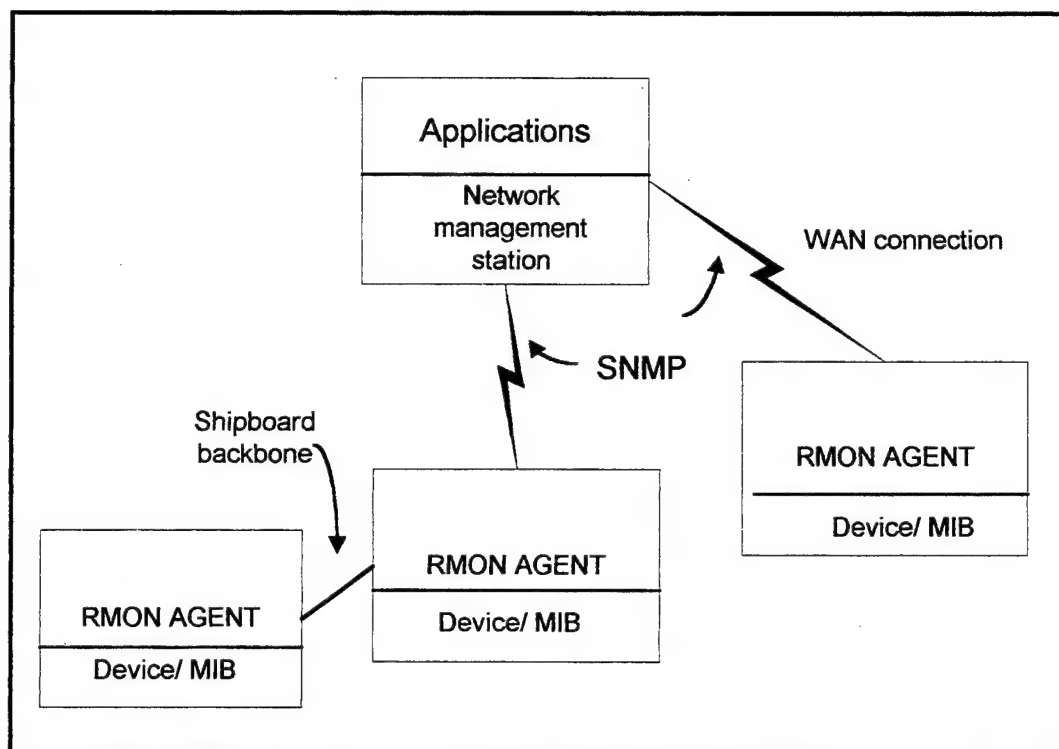 Applications
Network
management
station
WAN connection
SNMP
Shipboard
backbone
RMON AGENT
Device/ MIB
RMON AGENT
Device/ MIB
RMON AGENT
Device/ MIB